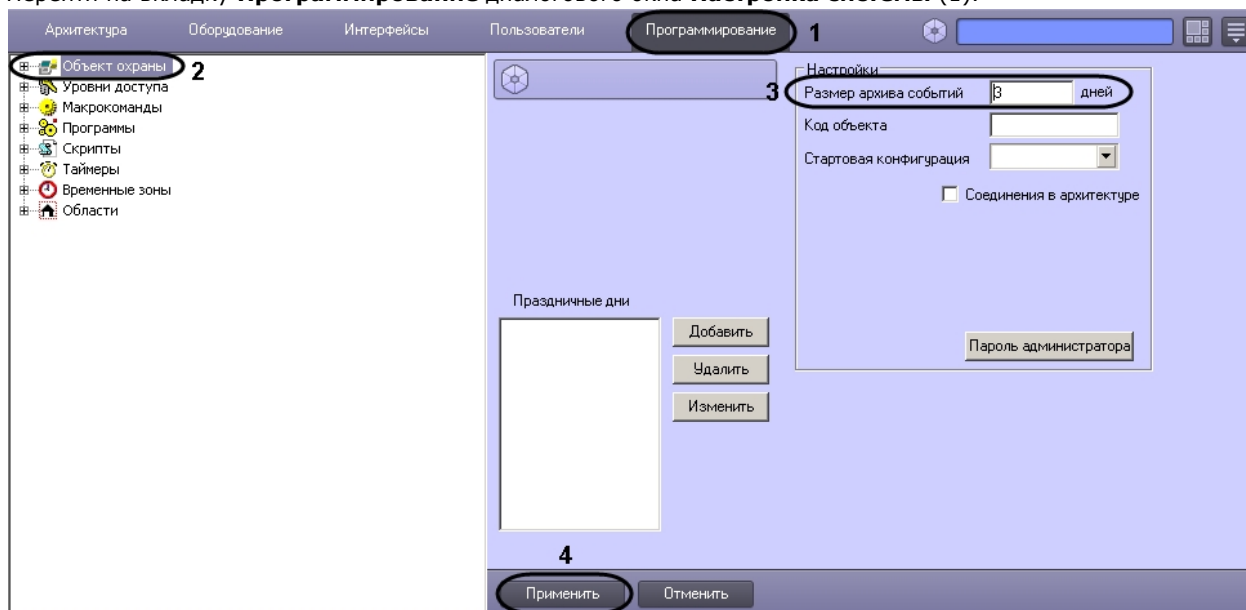 Перейти на вкладку Программирование диалогового окна Настройка системы (1).
Архитектура Оборудование Интерфейсы Пользователи Программирование 1
Объект охраны 2
Уровни доступа
Макрокоманды
Программы
Скрипты
Таймеры
Временные зоны
Области
Настройки
3 Размер архива событий 3 дней
Код объекта
Стартовая конфигурация
Соединения в архитектуре
Пароль администратора
Праздничные дни
Добавить
Удалить
Изменить
4
Применить Отменить